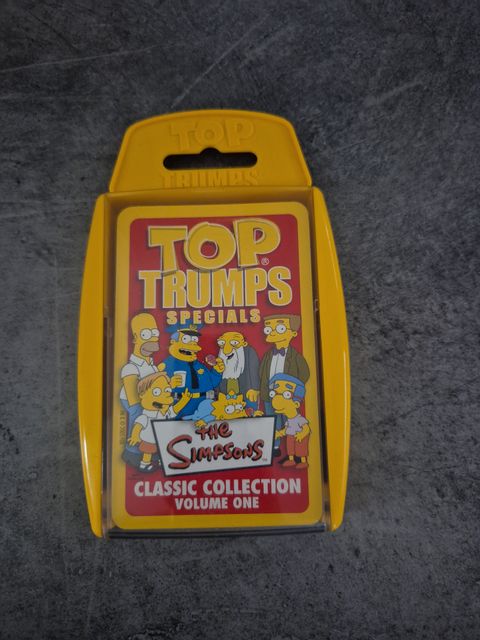 TOP
TRUMPS
TOP
TRUMPS
SPECIALS
THE
SIMPSONS
CLASSIC COLLECTION
VOLUME ONE